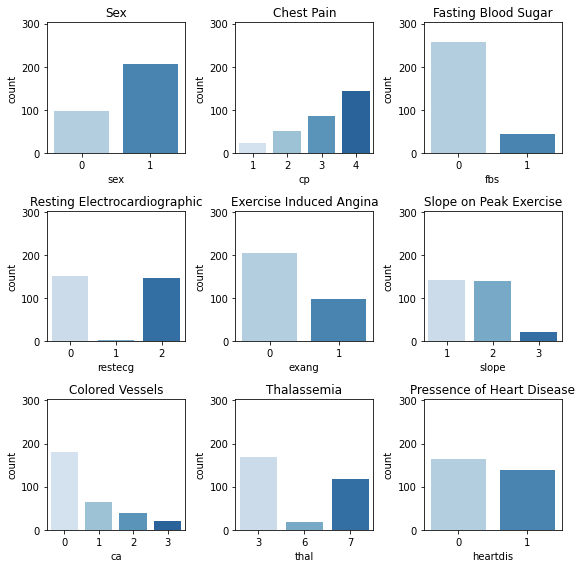 Sex
300
200
100
0
count
0 1
sex
Chest Pain
300
200
100
0
count
1 2 3 4
cp
Fasting Blood Sugar
300
200
100
0
count
0 1
fbs
Resting Electrocardiographic
300
200
100
0
count
0 1 2
restecg
Exercise Induced Angina
300
200
100
0
count
0 1
exang
Slope on Peak Exercise
300
200
100
0
count
1 2 3
slope
Colored Vessels
300
200
100
0
count
0 1 2 3
ca
Thalassemia
300
200
100
0
count
3 6 7
thal
Pressence of Heart Disease
300
200
100
0
count
0 1
heartdis